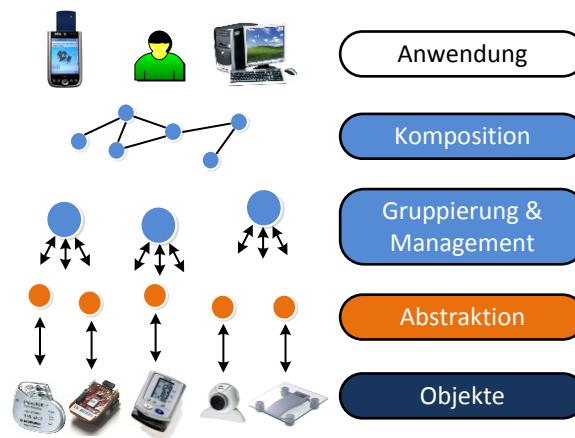 Anwendung
Komposition
Gruppierung &
Management
Abstraktion
Objekte